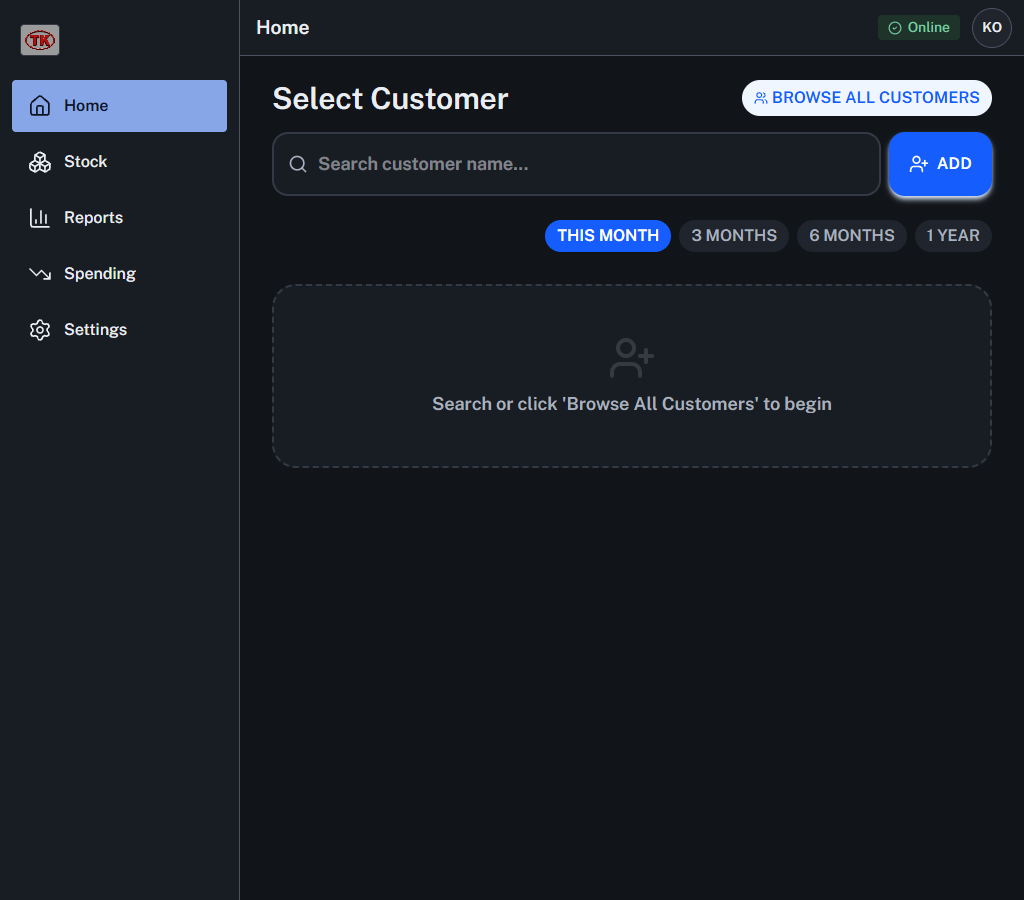 TK
Home
Stock
Reports
Spending
Settings
Home
Online
KO
Select Customer
BROWSE ALL CUSTOMERS
Search customer name...
ADD
THIS MONTH
3 MONTHS
6 MONTHS
1 YEAR
Search or click 'Browse All Customers' to begin